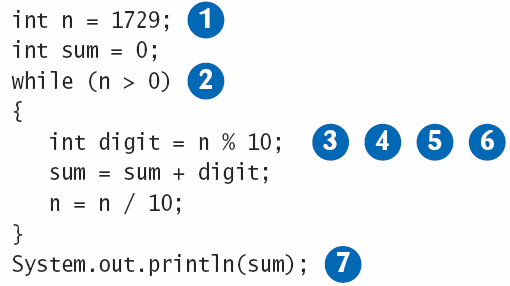 int n = 1729; 1
int sum = 0;
while (n > 0) 2
{
   int digit = n % 10; 3 4 5 6
   sum = sum + digit;
   n = n / 10;
}
System.out.println(sum); 7